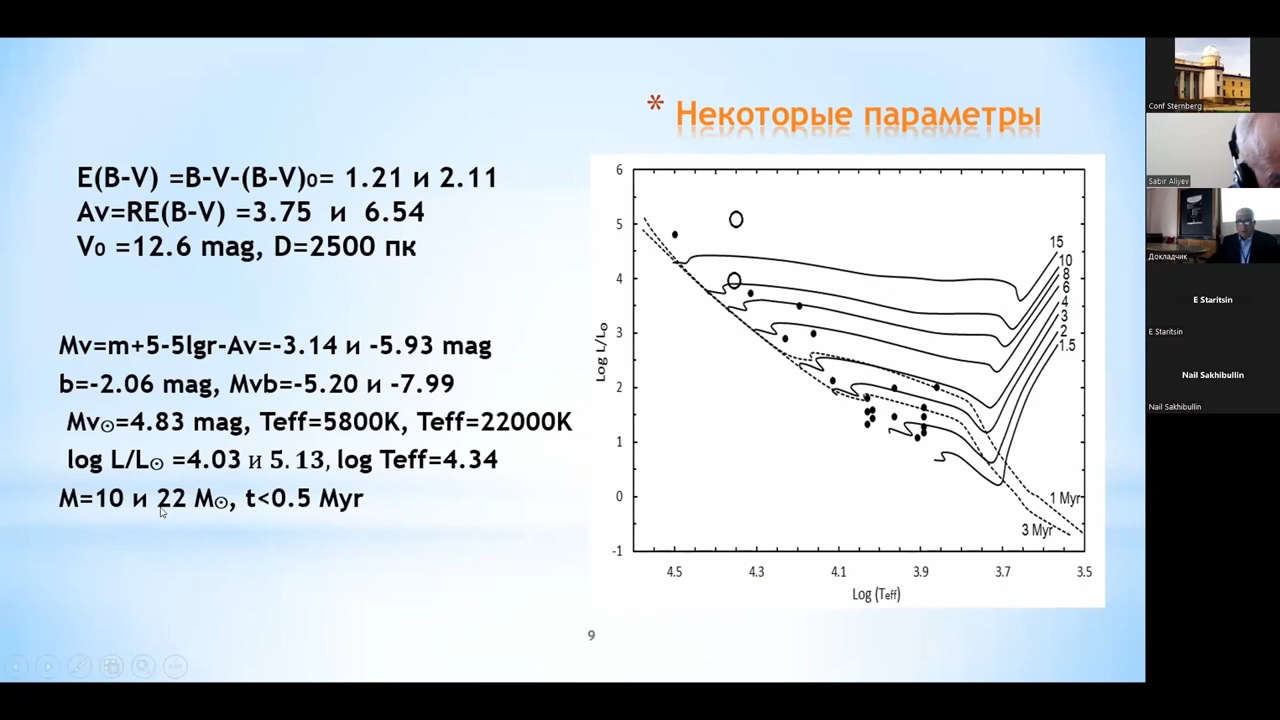 * Некоторые параметры
E(B-V) =B-V-(B-V)₀= 1.21 и 2.11
Av=RE(B-V) =3.75 и 6.54
V₀ =12.6 mag, D=2500 пк
Mv=m+5-5lgr-Av=-3.14 и -5.93 mag
b=-2.06 mag, Mvb=-5.20 и -7.99
Mv⊙=4.83 mag, Teff=5800K, Teff=22000K
log L/L⊙ =4.03 и 5.13, log Teff=4.34
M=10 и 22 M⊙, t<0.5 Myr
6
5
4
3
2
1
0
-1
Log L/L⊙
15
10
8
6
4
3
2
1.5
1 Myr
3 Myr
4.5 4.3 4.1 3.9 3.7 3.5
Log (Teff)
9
Conf Sternberg
Sabir Aliyev
Докладчик
E Staritsin
E Staritsin
Nail Sakhibullin
Nail Sakhibullin